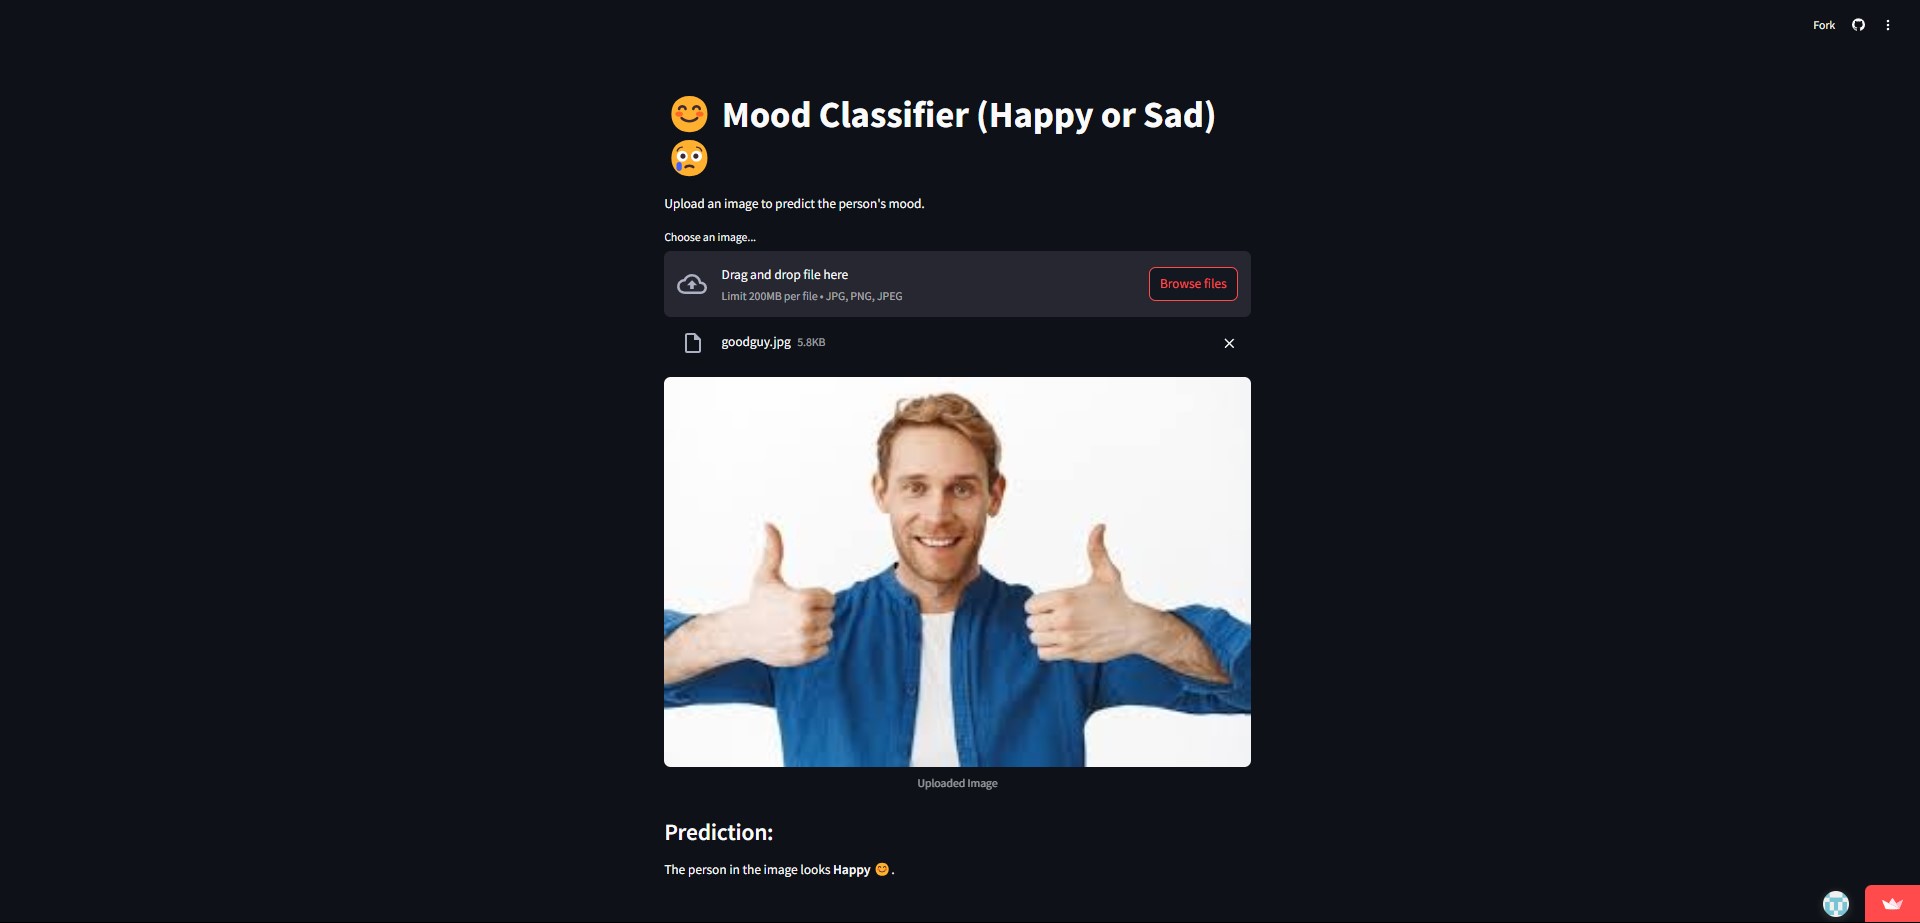 Fork
😊 Mood Classifier (Happy or Sad)
😢
Upload an image to predict the person's mood.
Choose an image...
Drag and drop file here
Limit 200MB per file • JPG, PNG, JPEG
Browse files
goodguy.jpg 5.8KB
Uploaded Image
Prediction:
The person in the image looks Happy 😊.